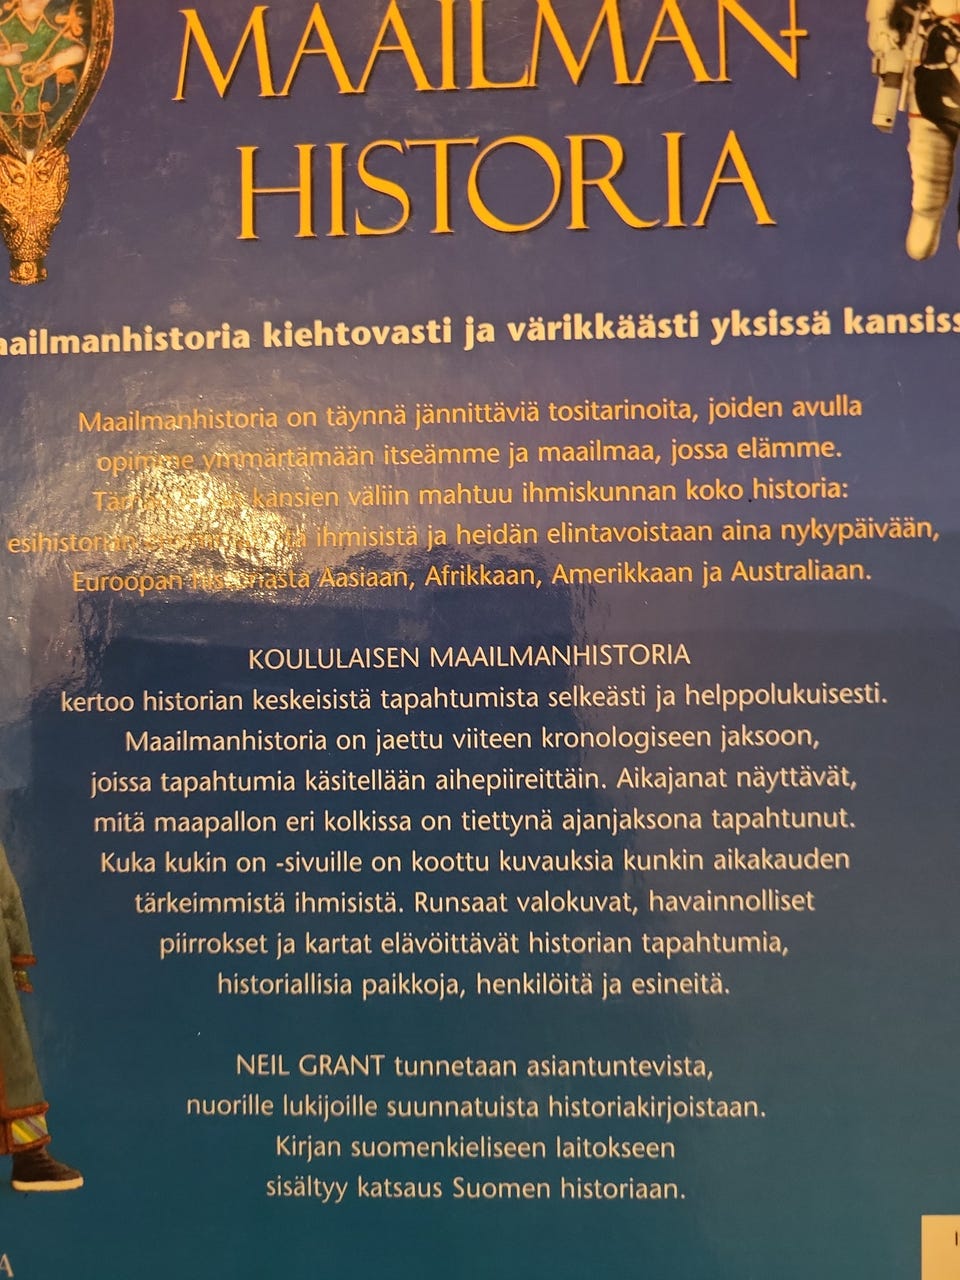 MAAILMAN
HISTORIA
aailmanhistoria kiehtovasti ja värikkäästi yksissä kansiss
Maailmanhistoria on täynnä jännittäviä tositarinoita, joiden avulla
opimme ymmärtämään itseämme ja maailmaa, jossa elämme.
kansien väliin mahtuu ihmiskunnan koko historia:
ihmisistä ja heidän elintavoistaan aina nykypäivään,
Euroopan historiasta Aasiaan, Afrikkaan, Amerikkaan ja Australiaan.
KOULULAISEN MAAILMANHISTORIA
kertoo historian keskeisistä tapahtumista selkeästi ja helppolukuisesti.
Maailmanhistoria on jaettu viiteen kronologiseen jaksoon,
joissa tapahtumia käsitellään aihepiireittäin. Aikajanat näyttävät,
mitä maapallon eri kolkissa on tiettynä ajanjaksona tapahtunut.
Kuka kukin on -sivuille on koottu kuvauksia kunkin aikakauden
tärkeimmistä ihmisistä. Runsaat valokuvat, havainnolliset
piirrokset ja kartat elävöittävät historian tapahtumia,
historiallisia paikkoja, henkilöitä ja esineitä.
NEIL GRANT tunnetaan asiantuntevista,
nuorille lukijoille suunnatuista historiakirjoistaan.
Kirjan suomenkieliseen laitokseen
sisältyy katsaus Suomen historiaan.
A